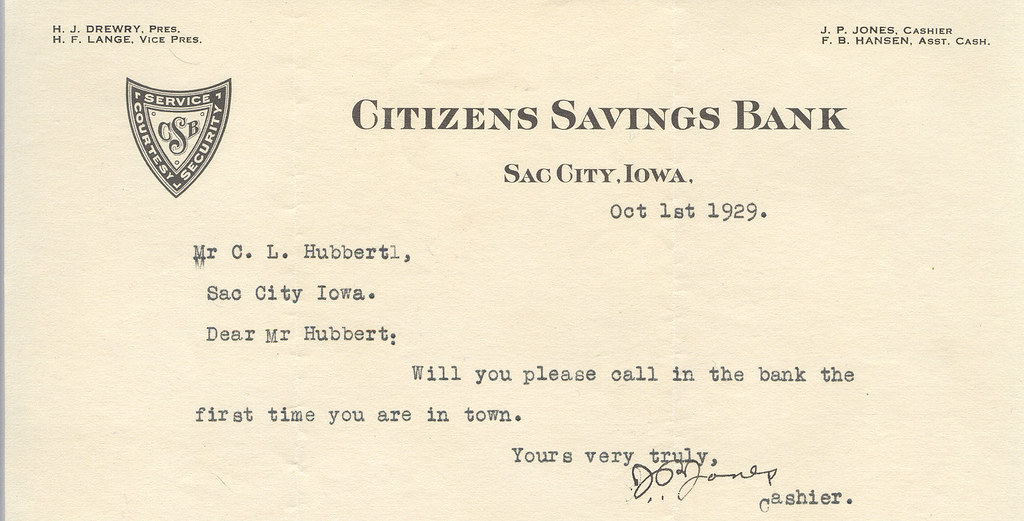 H. J. DREWRY, PRES.
H. F. LANGE, VICE PRES.
J. P. JONES, CASHIER
F. B. HANSEN, ASST. CASH.
SERVICE
COURTESY
SECURITY
CSB
CITIZENS SAVINGS BANK
SAC CITY, IOWA,
Oct 1st 1929.
Mr C. L. Hubbertl,
Sac City Iowa.
Dear Mr Hubbert:
Will you please call in the bank the
first time you are in town.
Yours very truly,
J.P. Jones
Cashier.